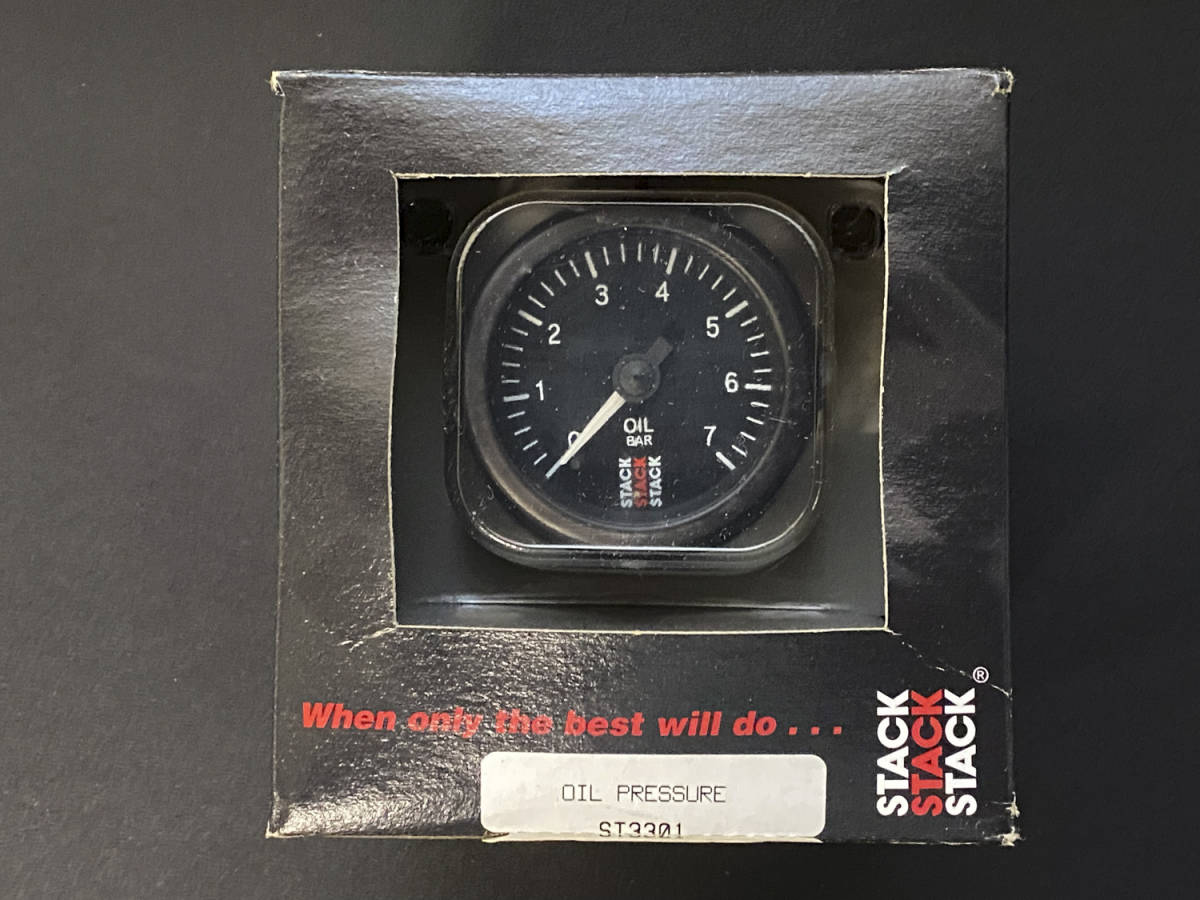 3 4
2 5
1 6
0 7
OIL
BAR
STACK
STACK
STACK
When only the best will do . . .
STACK
STACK
STACK®
OIL PRESSURE
ST3301